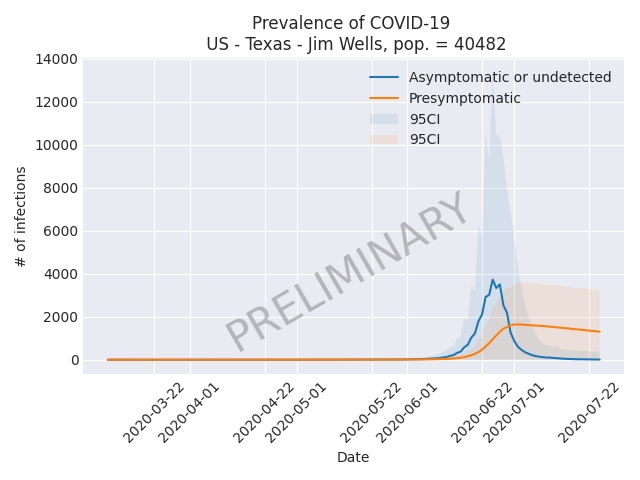 Prevalence of COVID-19
US - Texas - Jim Wells, pop. = 40482
14000
12000
10000
8000
6000
4000
2000
0
# of infections
Asymptomatic or undetected
Presymptomatic
95CI
95CI
PRELIMINARY
2020-03-22
2020-04-01
2020-04-22
2020-05-01
2020-05-22
2020-06-01
2020-06-22
2020-07-01
2020-07-22
Date